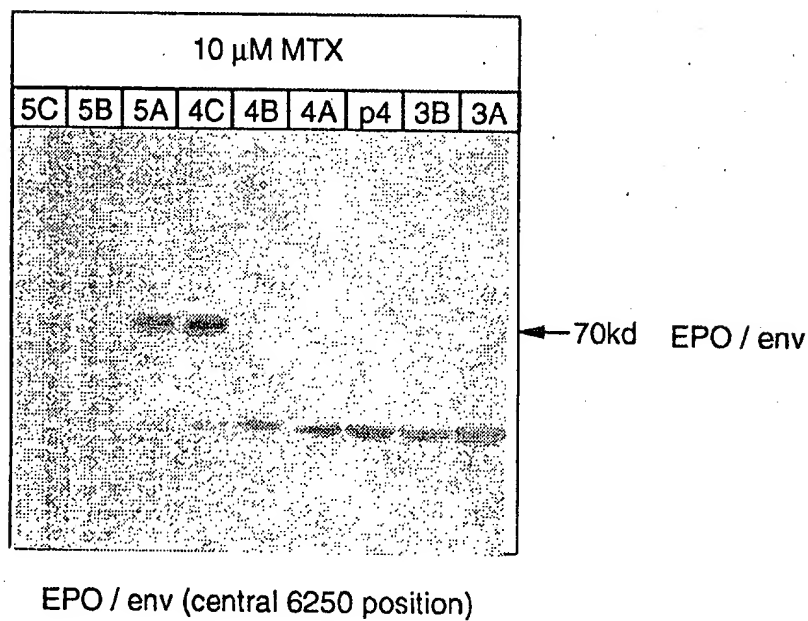 10 µM MTX
5C 5B 5A 4C 4B 4A p4 3B 3A
70kd EPO / env
EPO / env (central 6250 position)